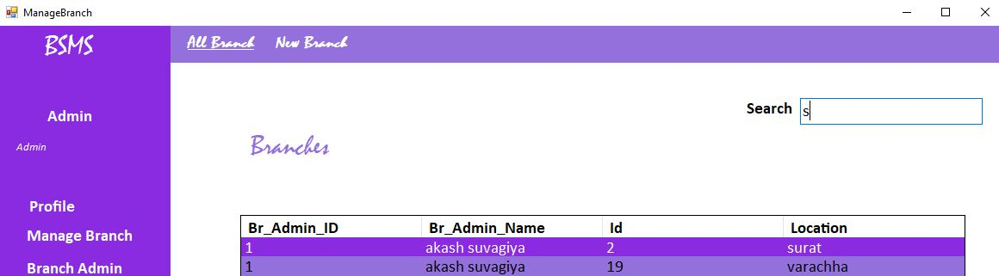 ManageBranch
BSMS
All Branch New Branch
Search s
Admin
Admin
Branches
Profile
Manage Branch
Branch Admin
Br_Admin_ID Br_Admin_Name Id Location
1 akash suvagiya 2 surat
1 akash suvagiya 19 varachha